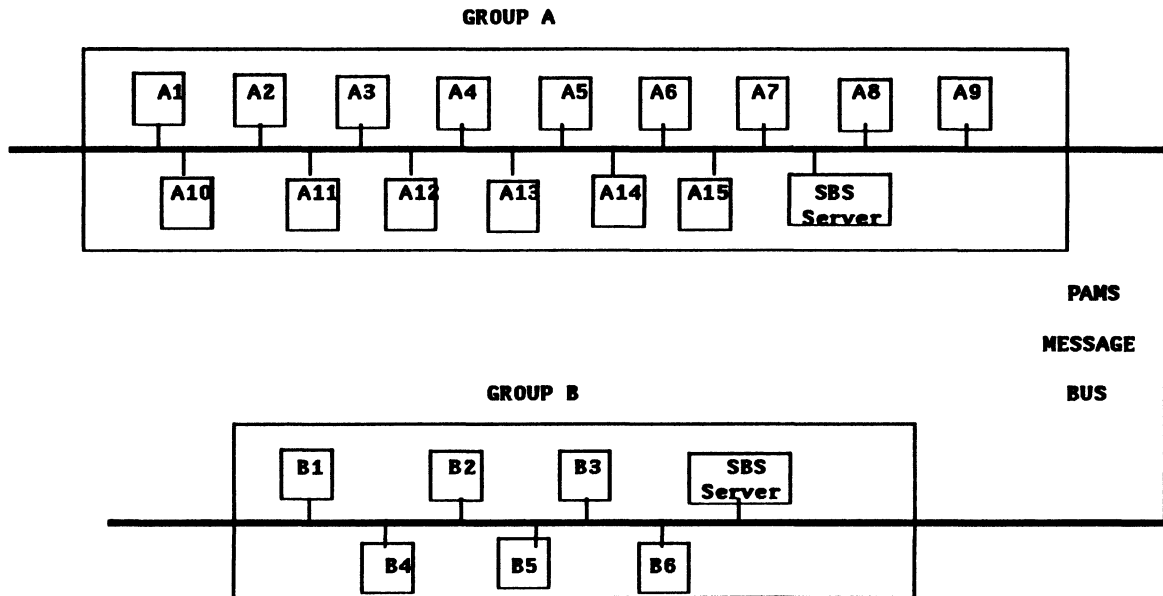 GROUP A
A1 A2 A3 A4 A5 A6 A7 A8 A9
A10 A11 A12 A13 A14 A15 SBS
Server
PAMS
MESSAGE
BUS
GROUP B
B1 B2 B3 SBS
Server
B4 B5 B6